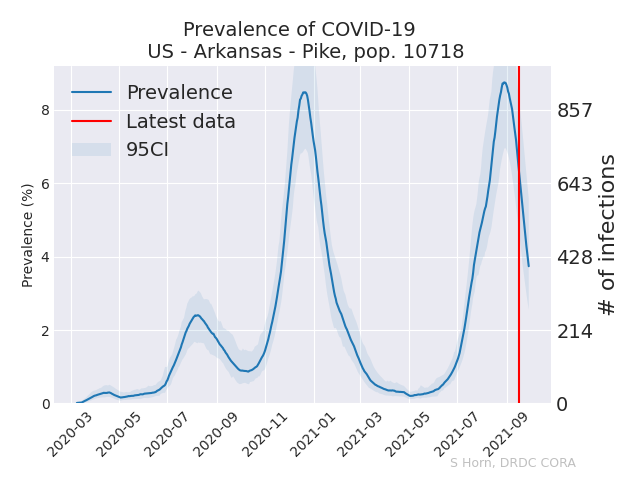 Prevalence of COVID-19
US - Arkansas - Pike, pop. 10718
Prevalence
Latest data
95CI
Prevalence (%)
8
6
4
2
0
857
643
428
214
0
# of infections
2020-03
2020-05
2020-07
2020-09
2020-11
2021-01
2021-03
2021-05
2021-07
2021-09
S Horn, DRDC CORA